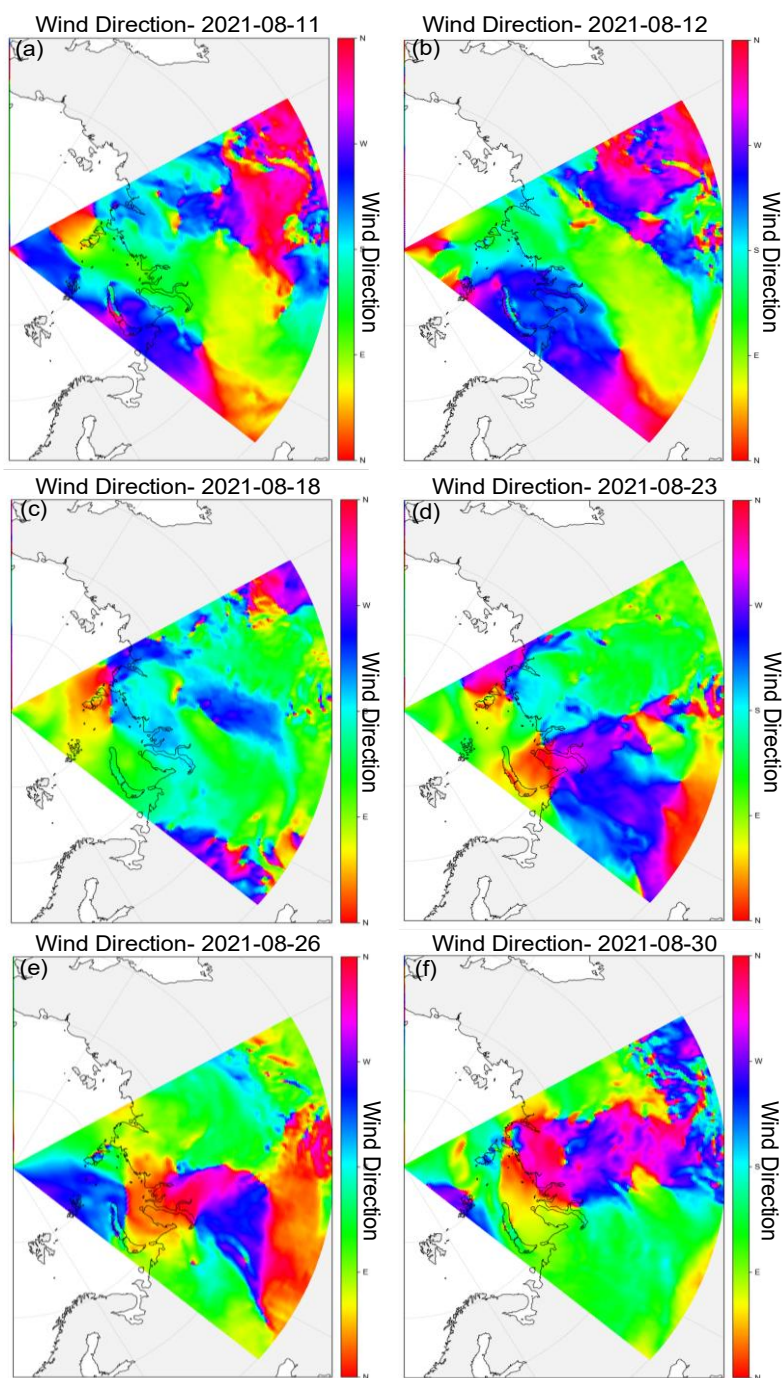 Wind Direction- 2021-08-11
(a)
N
W
S
E
N
Wind Direction
Wind Direction- 2021-08-12
(b)
N
W
S
E
N
Wind Direction
Wind Direction- 2021-08-18
(c)
N
W
S
E
N
Wind Direction
Wind Direction- 2021-08-23
(d)
N
W
S
E
N
Wind Direction
Wind Direction- 2021-08-26
(e)
N
W
S
E
N
Wind Direction
Wind Direction- 2021-08-30
(f)
N
W
S
E
N
Wind Direction